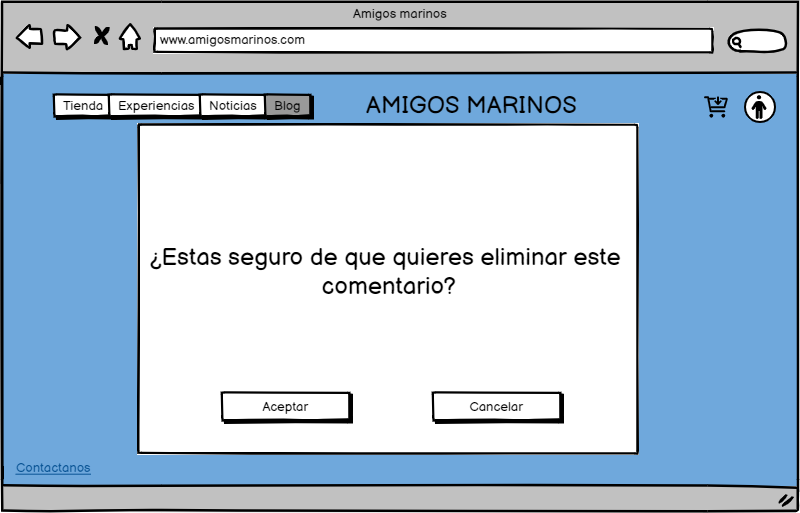 Amigos marinos
www.amigosmarinos.com
Tienda Experiencias Noticias Blog AMIGOS MARINOS
¿Estas seguro de que quieres eliminar este
comentario?
Aceptar Cancelar
Contactanos